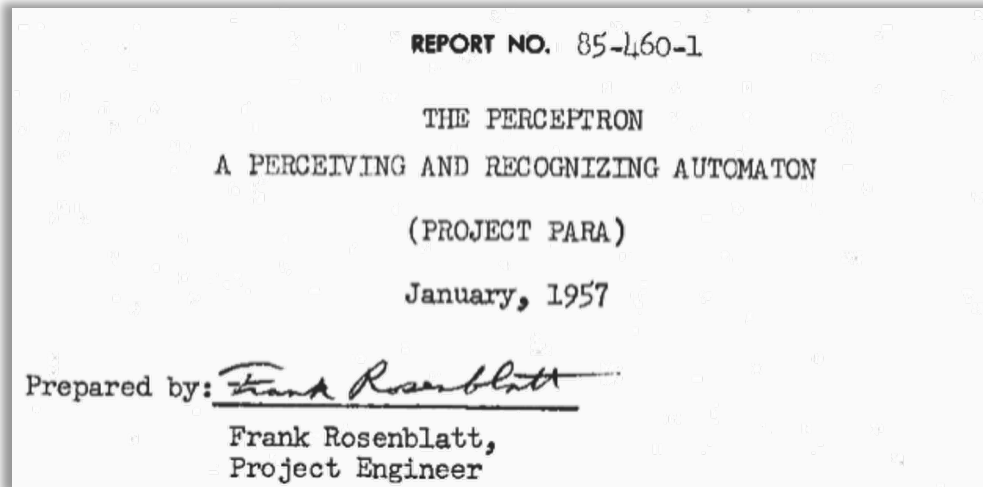 REPORT NO. 85-460-1
THE PERCEPTRON
A PERCEIVING AND RECOGNIZING AUTOMATON
(PROJECT PARA)
January, 1957
Prepared by: Frank Rosenblatt
Frank Rosenblatt,
Project Engineer